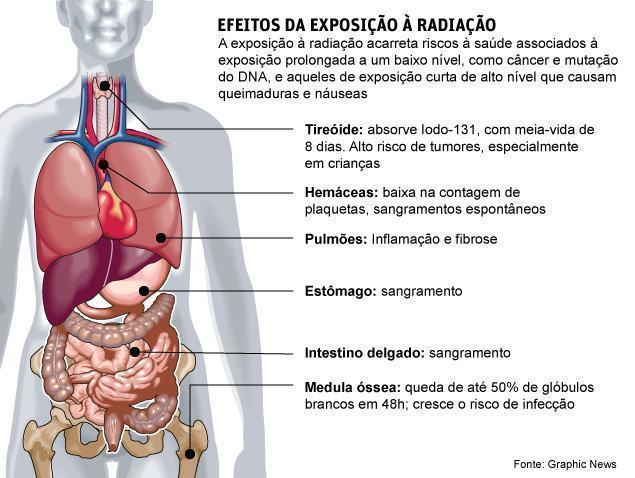 EFEITOS DA EXPOSIÇÃO À RADIAÇÃO
A exposição à radiação acarreta riscos à saúde associados à
exposição prolongada a um baixo nível, como câncer e mutação
do DNA, e aqueles de exposição curta de alto nível que causam
queimaduras e náuseas
Tireóide: absorve Iodo-131, com meia-vida de
8 dias. Alto risco de tumores, especialmente
em crianças
Hemáceas: baixa na contagem de
plaquetas, sangramentos espontâneos
Pulmões: Inflamação e fibrose
Estômago: sangramento
Intestino delgado: sangramento
Medula óssea: queda de até 50% de glóbulos
brancos em 48h; cresce o risco de infecção
Fonte: Graphic News